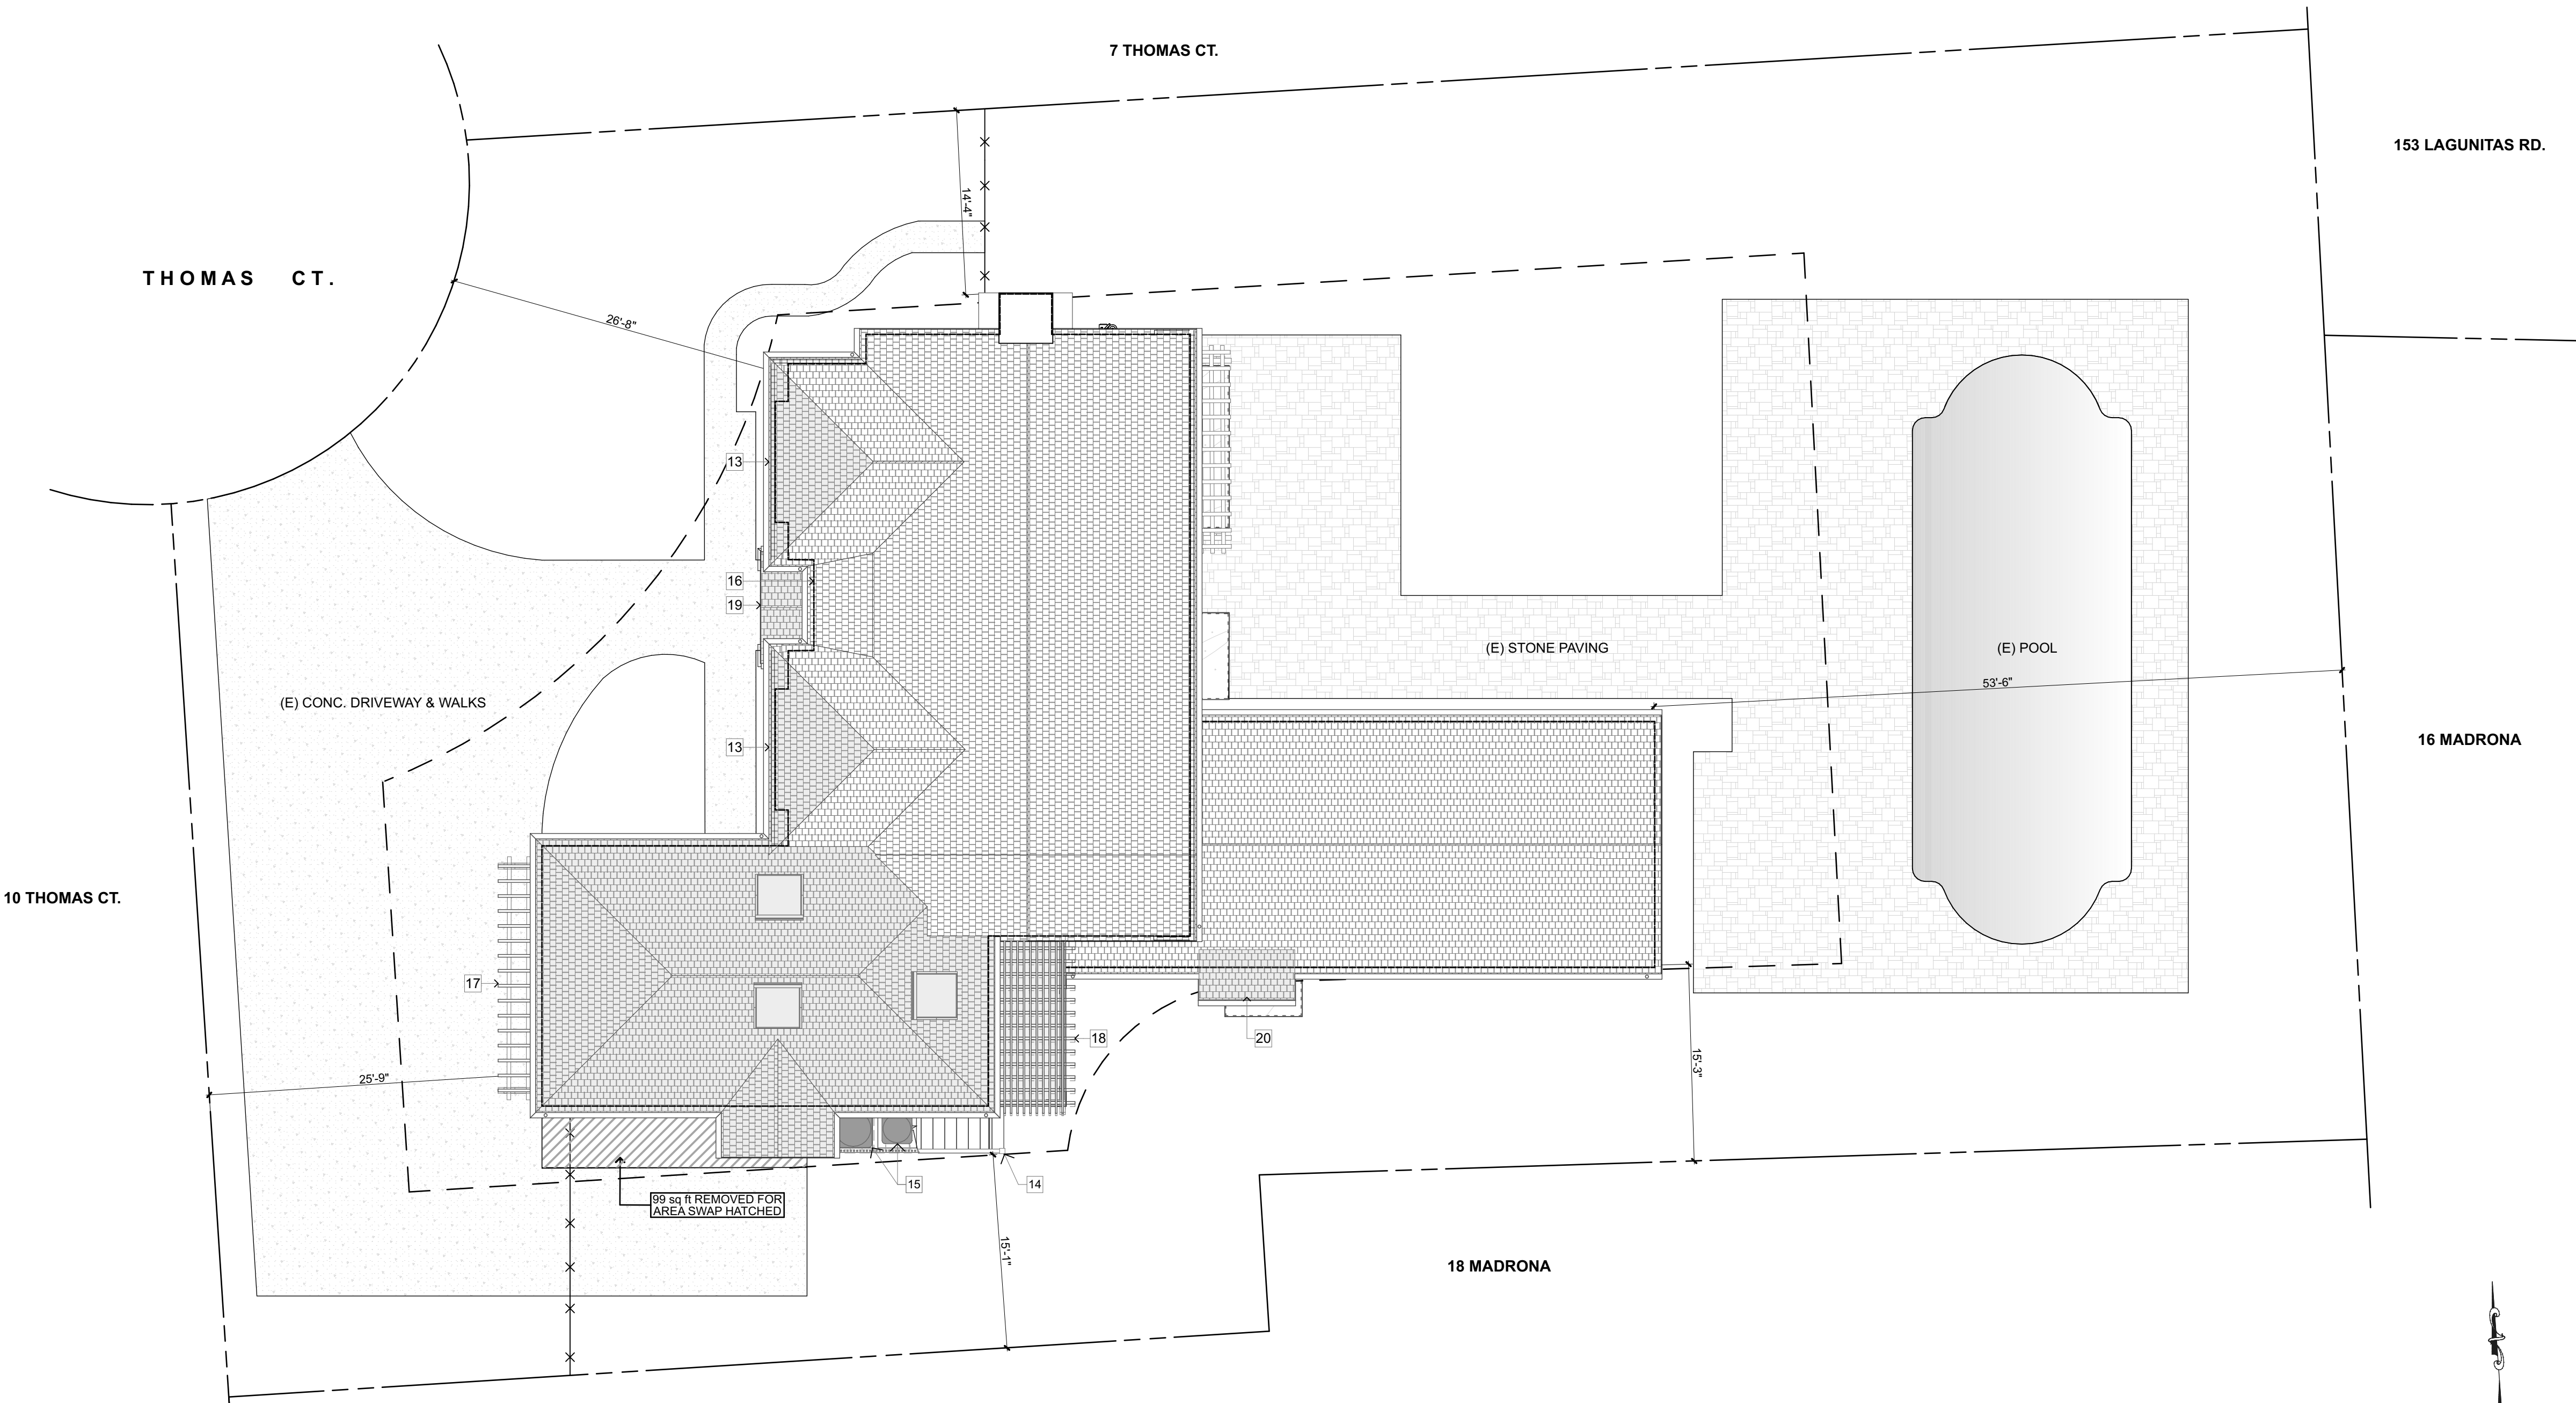 7 THOMAS CT.
153 LAGUNITAS RD.
14'-4"
THOMAS CT.
26'-8"
13
16
19
(E) STONE PAVING
(E) POOL
53'-6"
(E) CONC. DRIVEWAY & WALKS
13
16 MADRONA
10 THOMAS CT.
17
18
20
15'-3"
25'-9"
15
14
99 sq ft REMOVED FOR
AREA SWAP HATCHED
15'-1"
18 MADRONA